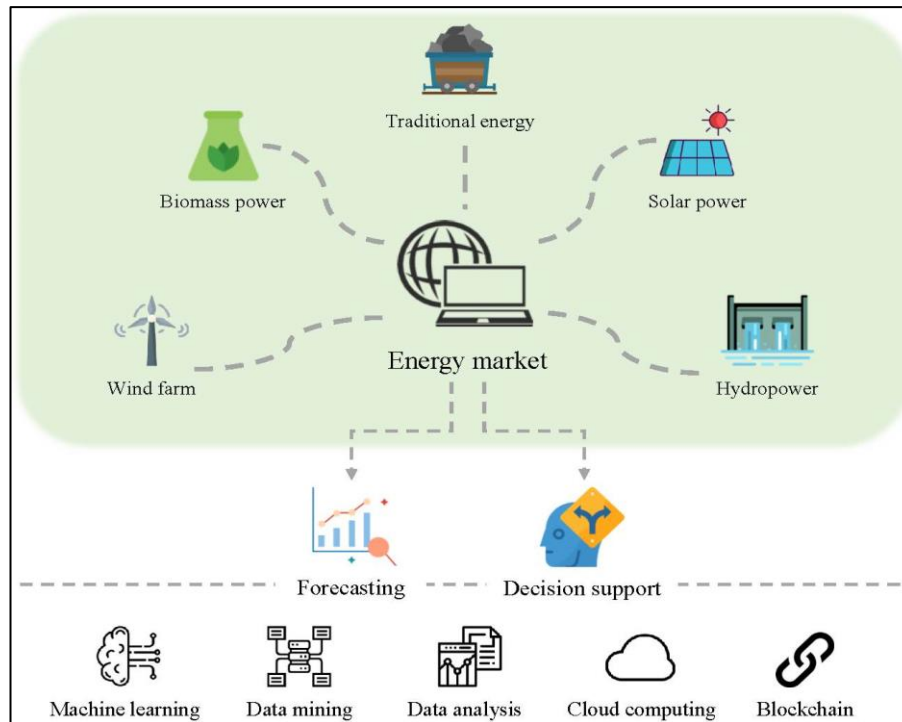 Traditional energy
Biomass power
Solar power
Energy market
Wind farm
Hydropower
Forecasting
Decision support
Machine learning
Data mining
Data analysis
Cloud computing
Blockchain